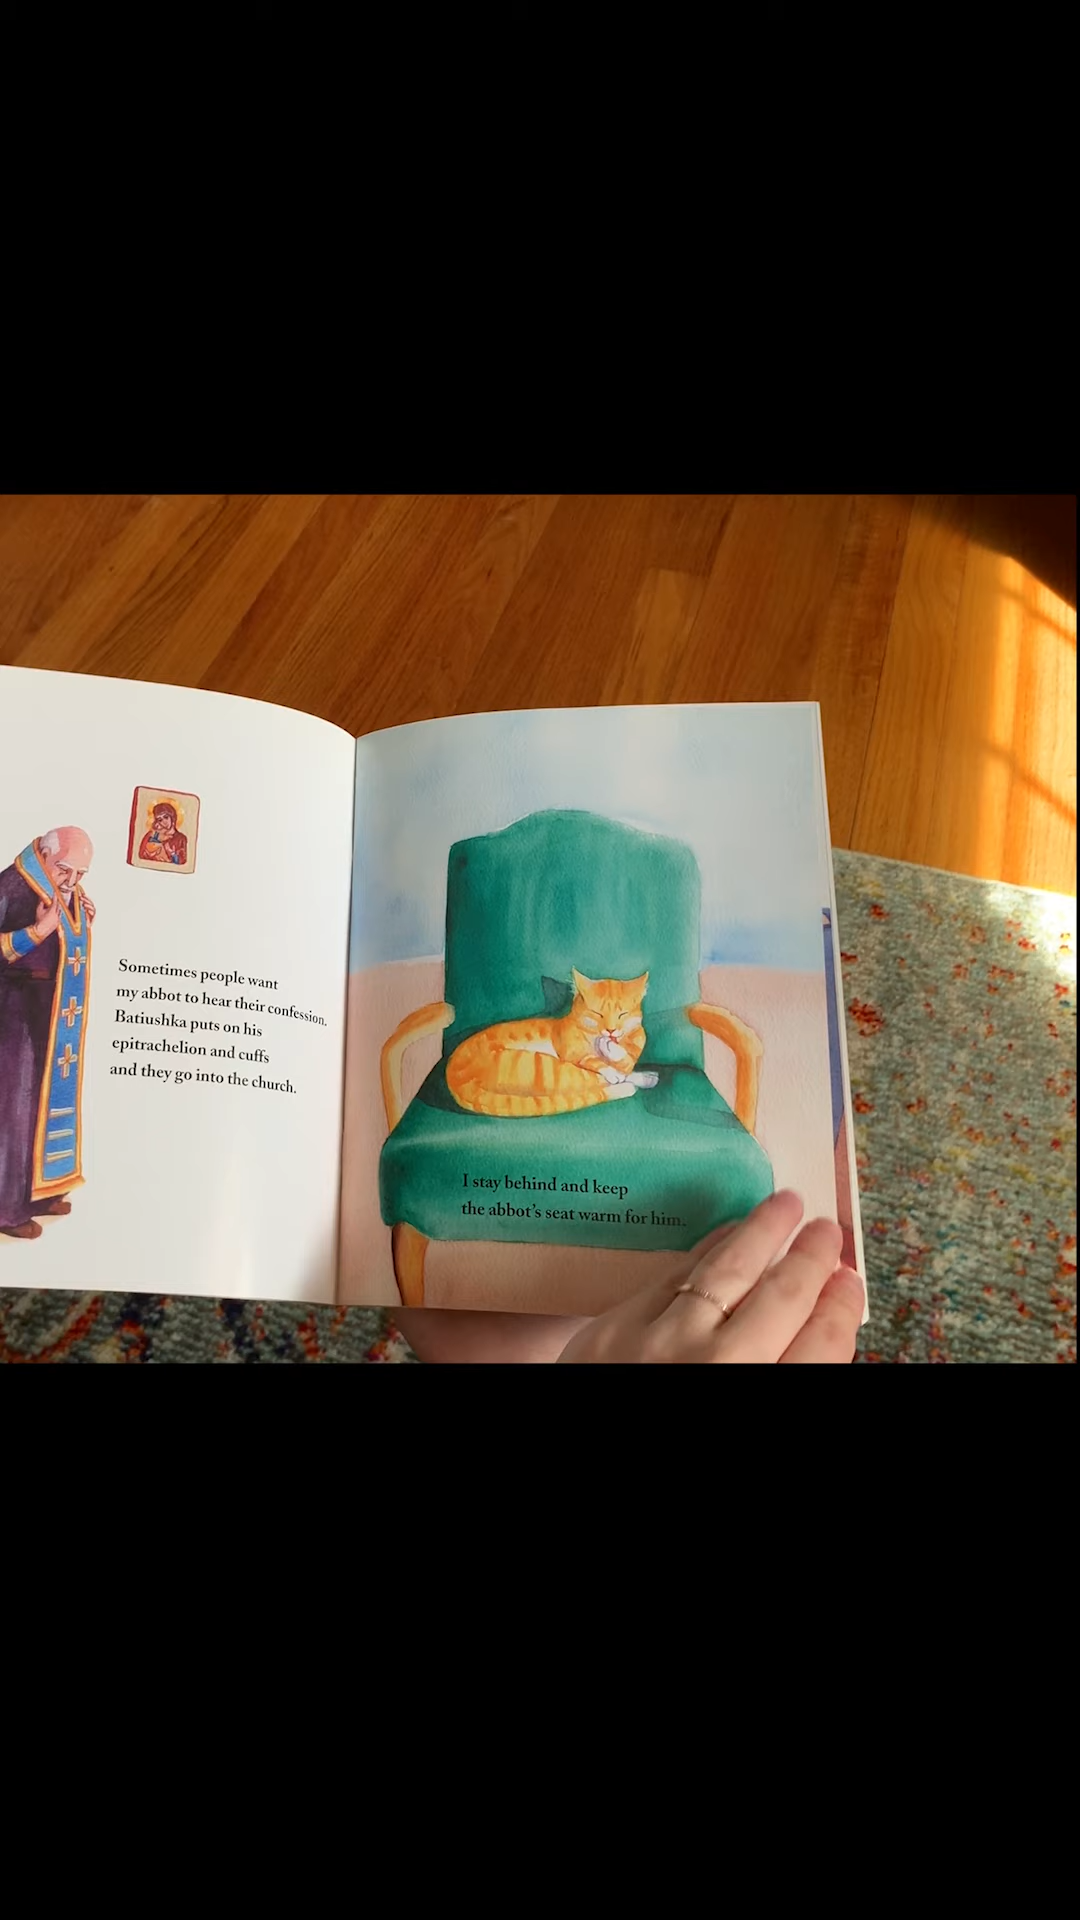 Sometimes people want
my abbot to hear their confession.
Batiushka puts on his
epitrachelion and cuffs
and they go into the church.
I stay behind and keep
the abbot's seat warm for him.